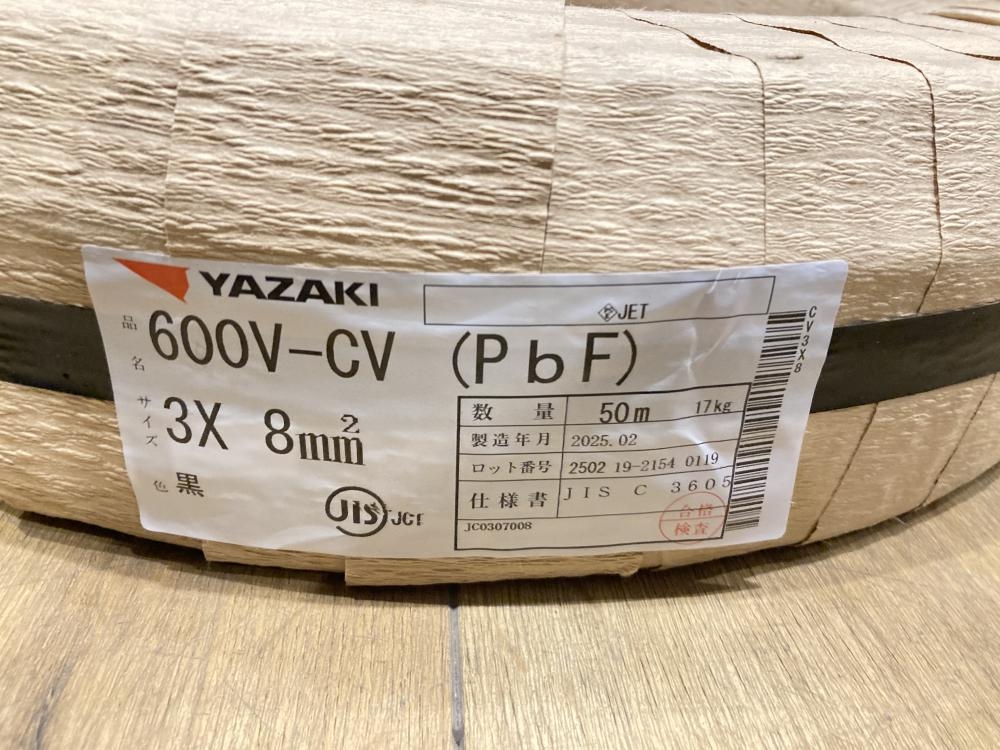 YAZAKI
<PS>E JET
品名 600V-CV (PbF)
サイズ 3X 8mm2
色 黒
JIS JCT
数 量 50m 17kg
製造年月 2025.02
ロット番号 2502 19-2154 0119
仕様書 JIS C 3605
JC0307008
合格
検査
CV3X8